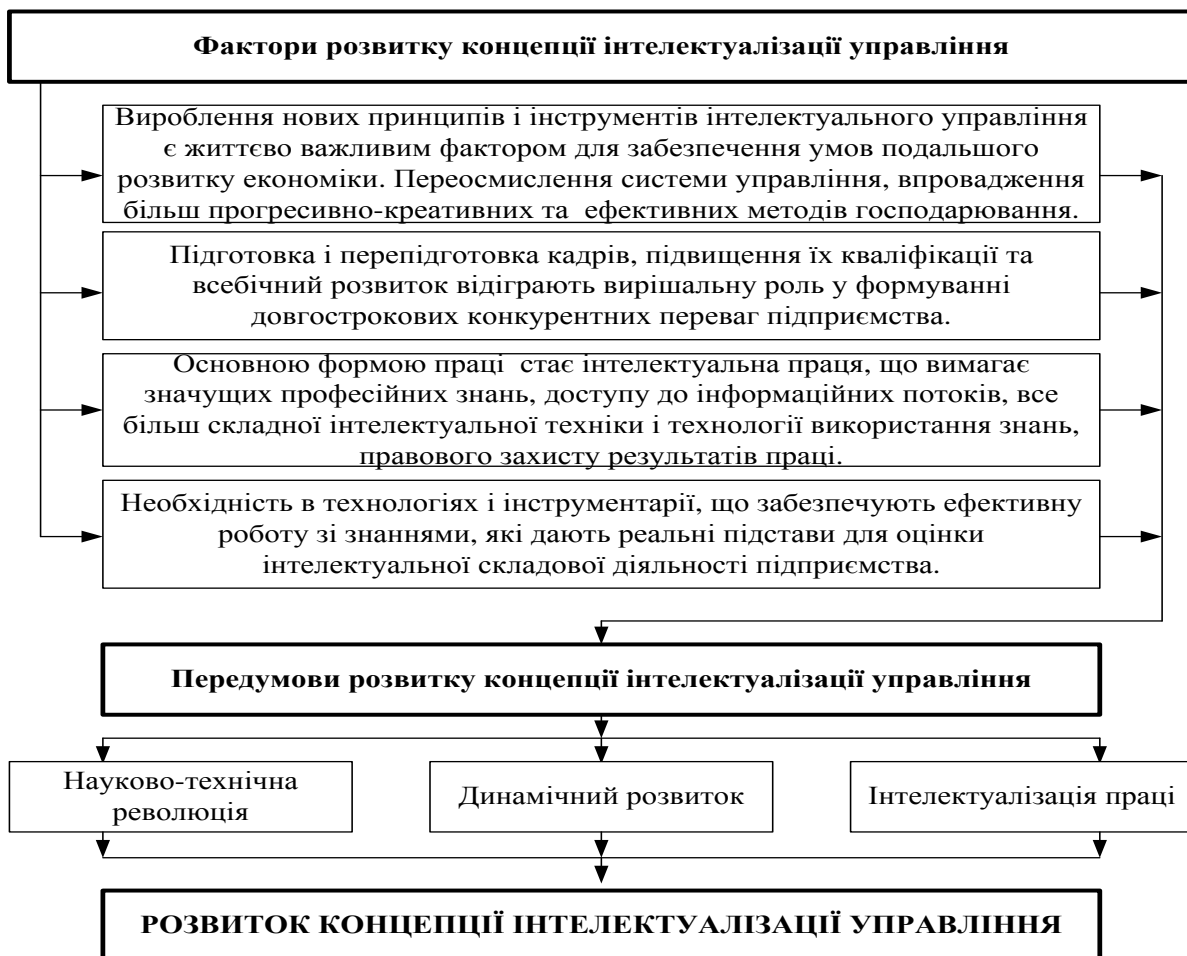 Фактори розвитку концепції інтелектуалізації управління
Вироблення нових принципів і інструментів інтелектуального управління
є життєво важливим фактором для забезпечення умов подальшого
розвитку економіки. Переосмислення системи управління, впровадження
більш прогресивно-креативних та ефективних методів господарювання.
Підготовка і перепідготовка кадрів, підвищення їх кваліфікації та
всебічний розвиток відіграють вирішальну роль у формуванні
довгострокових конкурентних переваг підприємства.
Основною формою праці стає інтелектуальна праця, що вимагає
значущих професійних знань, доступу до інформаційних потоків, все
більш складної інтелектуальної техніки і технології використання знань,
правового захисту результатів праці.
Необхідність в технологіях і інструментарії, що забезпечують ефективну
роботу зі знаннями, які дають реальні підстави для оцінки
інтелектуальної складової діяльності підприємства.
Передумови розвитку концепції інтелектуалізації управління
Науково-технічна
революція
Динамічний розвиток
Інтелектуалізація праці
РОЗВИТОК КОНЦЕПЦІЇ ІНТЕЛЕКТУАЛІЗАЦІЇ УПРАВЛІННЯ